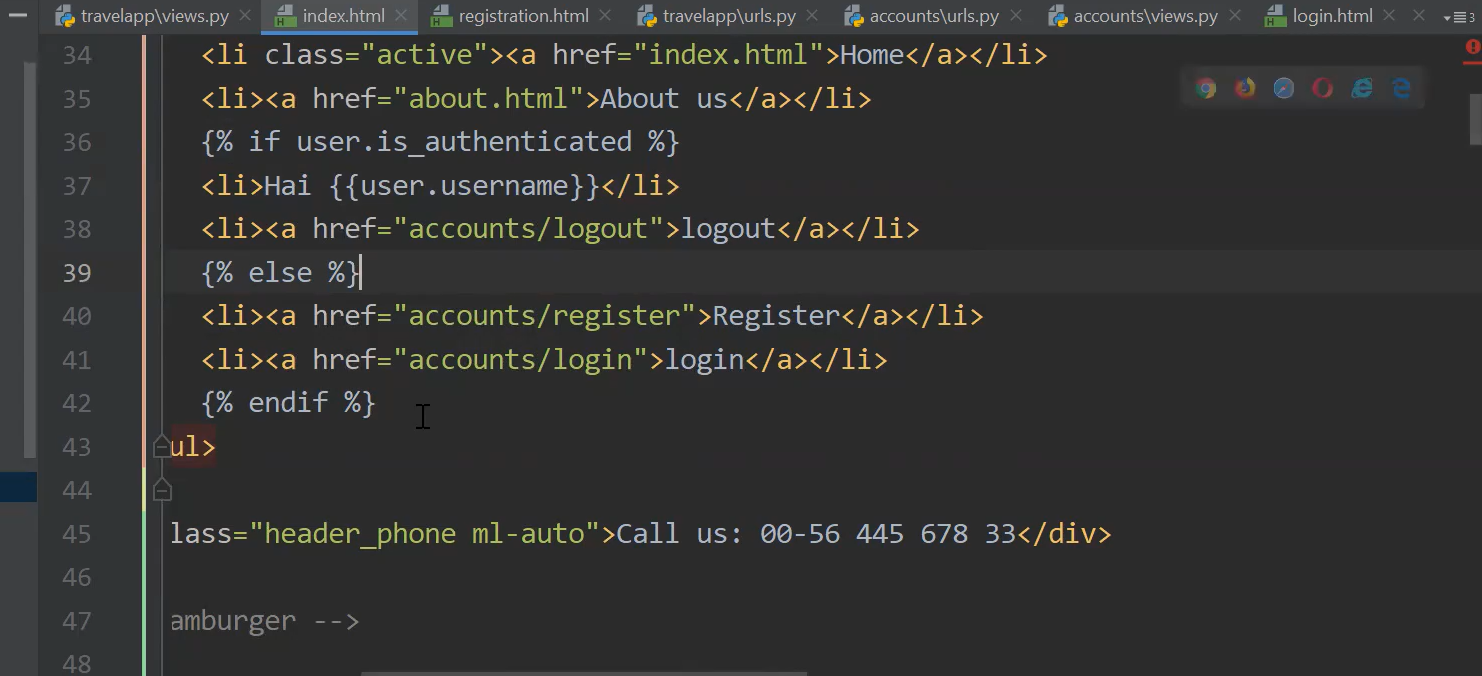 travelapp\views.py index.html registration.html travelapp\urls.py accounts\urls.py accounts\views.py login.html 3
34 <li class="active"><a href="index.html">Home</a></li>
35 <li><a href="about.html">About us</a></li>
36 {% if user.is_authenticated %}
37 <li>Hai {{user.username}}</li>
38 <li><a href="accounts/logout">logout</a></li>
39 {% else %}
40 <li><a href="accounts/register">Register</a></li>
41 <li><a href="accounts/login">login</a></li>
42 {% endif %}
43 ul>
44
45 lass="header_phone ml-auto">Call us: 00-56 445 678 33</div>
46
47 amburger -->
48